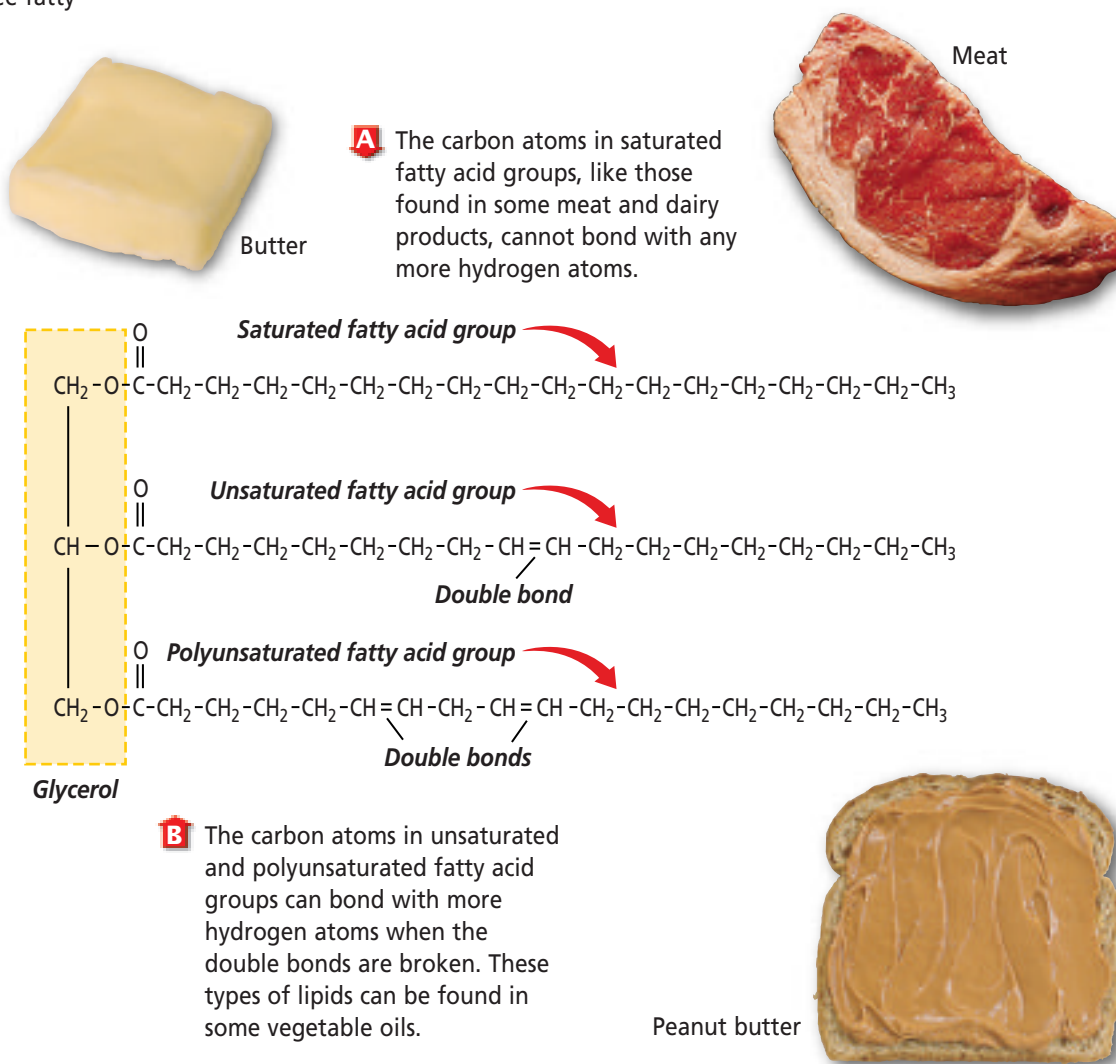 fatty
Meat
Butter
A The carbon atoms in saturated
fatty acid groups, like those
found in some meat and dairy
products, cannot bond with any
more hydrogen atoms.
Saturated fatty acid group
O
||
CH₂-O-C-CH₂-CH₂-CH₂-CH₂-CH₂-CH₂-CH₂-CH₂-CH₂-CH₂-CH₂-CH₂-CH₂-CH₂-CH₂-CH₂-CH₃
Unsaturated fatty acid group
O
||
CH-O-C-CH₂-CH₂-CH₂-CH₂-CH₂-CH₂-CH₂-CH=CH-CH₂-CH₂-CH₂-CH₂-CH₂-CH₂-CH₂-CH₃
Double bond
Polyunsaturated fatty acid group
O
||
CH₂-O-C-CH₂-CH₂-CH₂-CH₂-CH=CH-CH₂-CH=CH-CH₂-CH₂-CH₂-CH₂-CH₂-CH₂-CH₂-CH₃
Double bonds
Glycerol
B The carbon atoms in unsaturated
and polyunsaturated fatty acid
groups can bond with more
hydrogen atoms when the
double bonds are broken. These
types of lipids can be found in
some vegetable oils.
Peanut butter